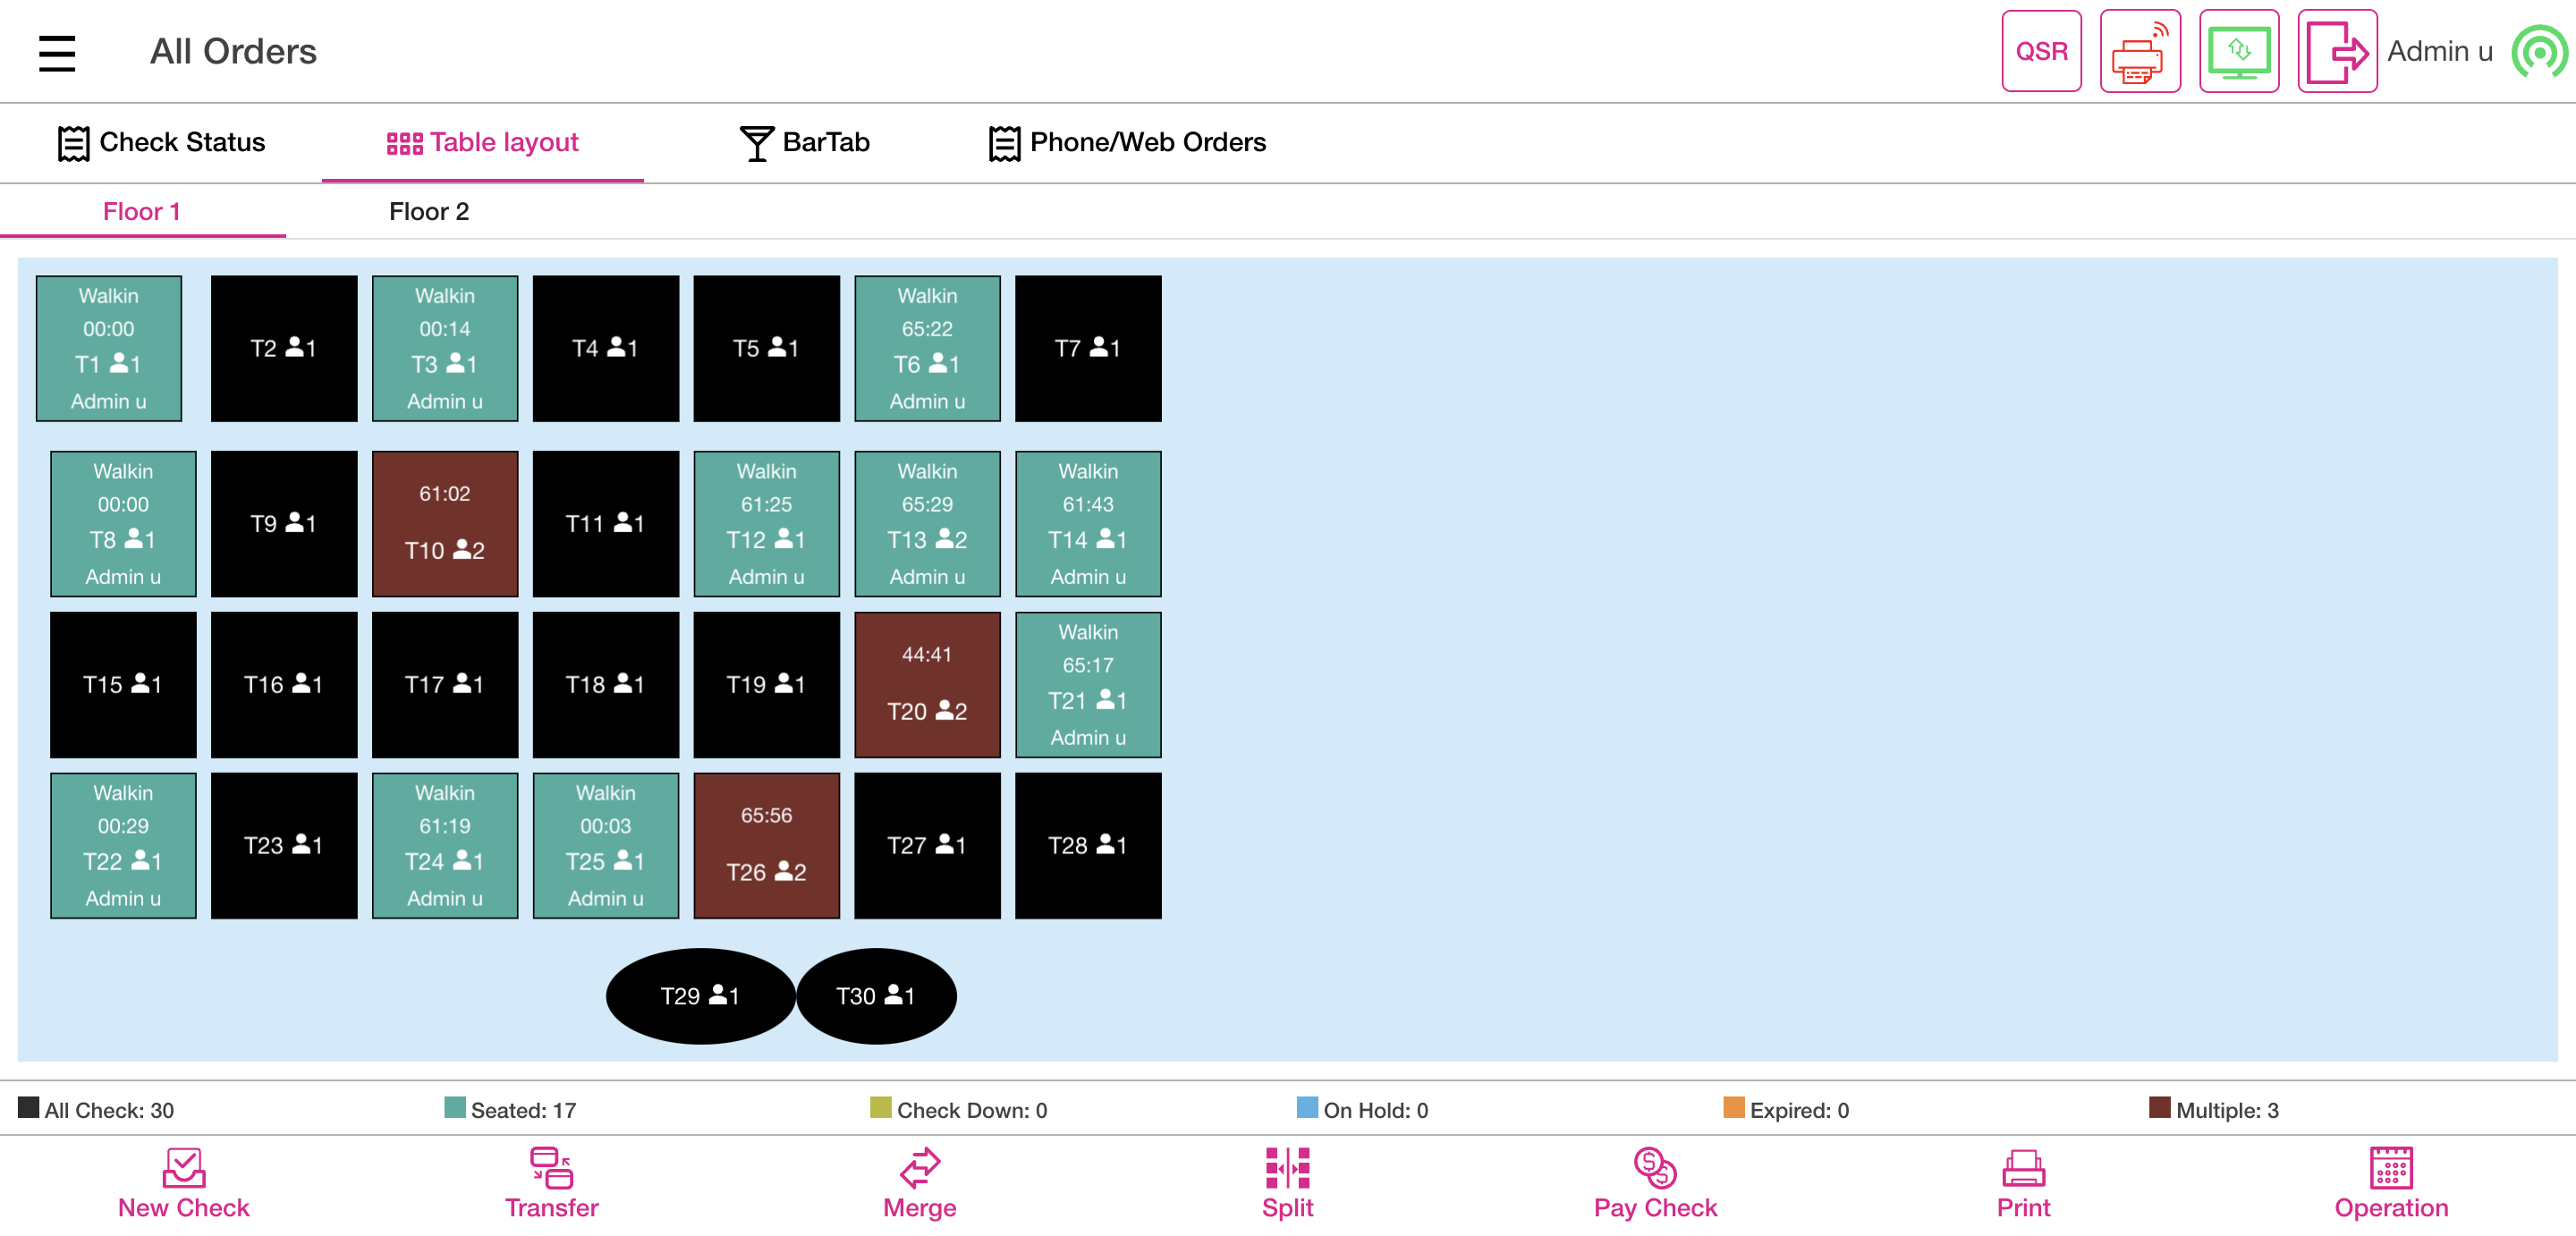 All Orders
QSR
Admin u
Check Status
Table layout
BarTab
Phone/Web Orders
Floor 1
Floor 2
Walkin
00:00
T1 1
Admin u
T2 1
Walkin
00:14
T3 1
Admin u
T4 1
T5 1
Walkin
65:22
T6 1
Admin u
T7 1
Walkin
00:00
T8 1
Admin u
T9 1
61:02
T10 2
T11 1
Walkin
61:25
T12 1
Admin u
Walkin
65:29
T13 2
Admin u
Walkin
61:43
T14 1
Admin u
T15 1
T16 1
T17 1
T18 1
T19 1
44:41
T20 2
Walkin
65:17
T21 1
Admin u
Walkin
00:29
T22 1
Admin u
T23 1
Walkin
61:19
T24 1
Admin u
Walkin
00:03
T25 1
Admin u
65:56
T26 2
T27 1
T28 1
T29 1
T30 1
All Check: 30
Seated: 17
Check Down: 0
On Hold: 0
Expired: 0
Multiple: 3
New Check
Transfer
Merge
Split
Pay Check
Print
Operation